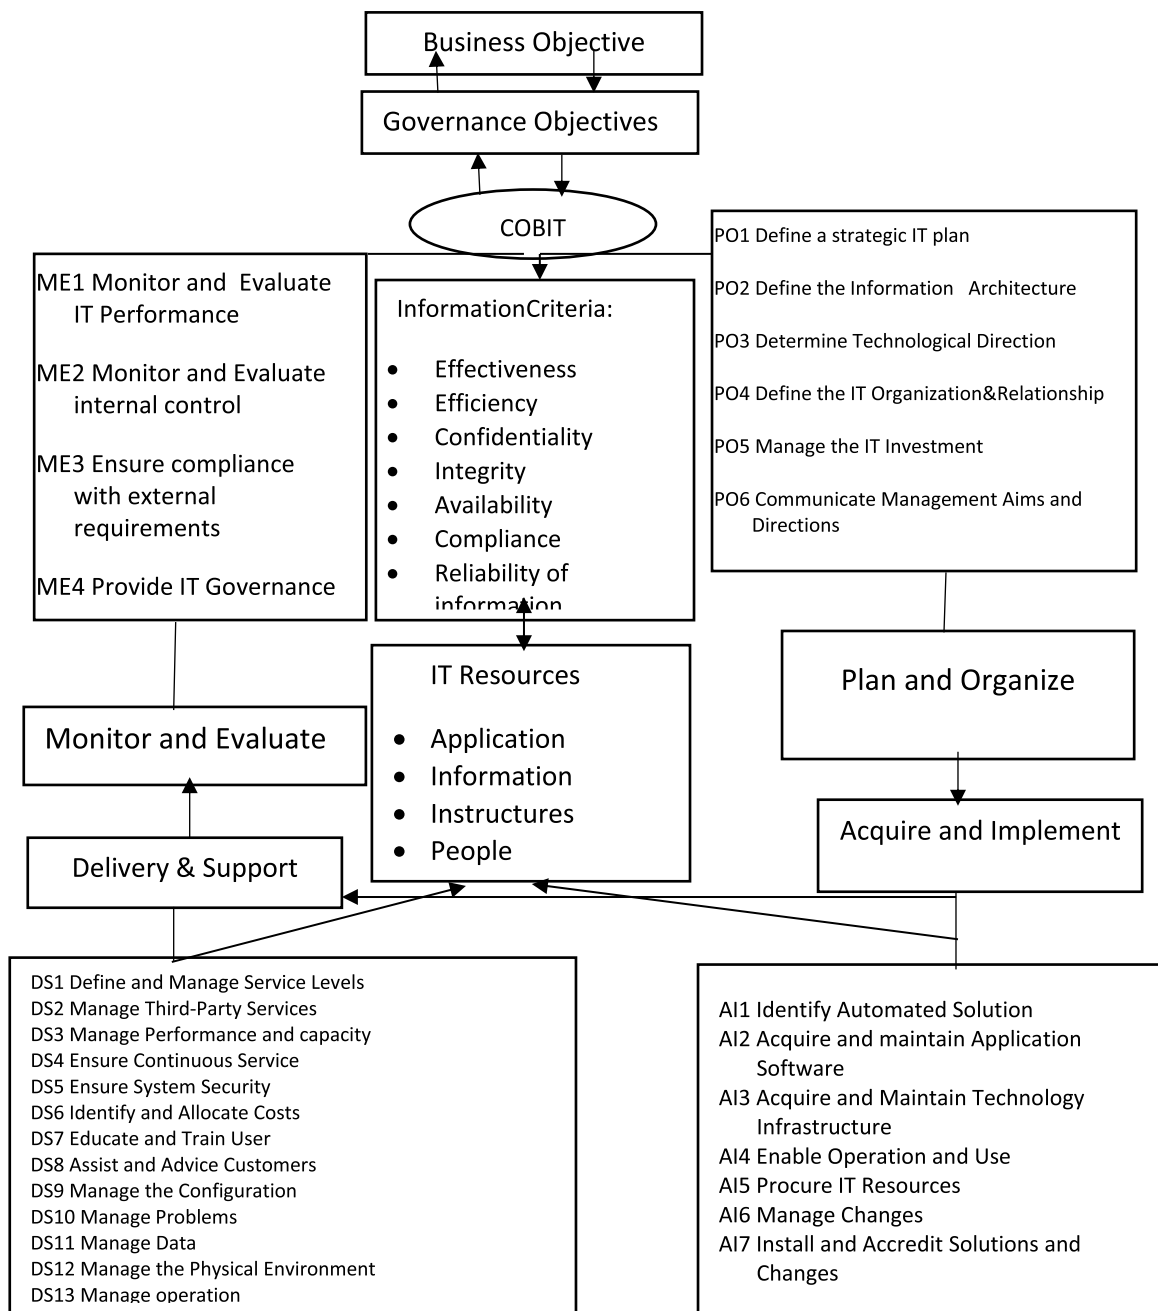 Business Objective
Governance Objectives
COBIT
ME1 Monitor and Evaluate
IT Performance
ME2 Monitor and Evaluate
internal control
ME3 Ensure compliance
with external
requirements
ME4 Provide IT Governance
InformationCriteria:
• Effectiveness
• Efficiency
• Confidentiality
• Integrity
• Availability
• Compliance
• Reliability of
information
PO1 Define a strategic IT plan
PO2 Define the Information Architecture
PO3 Determine Technological Direction
PO4 Define the IT Organization&Relationship
PO5 Manage the IT Investment
PO6 Communicate Management Aims and
Directions
IT Resources
• Application
• Information
• Instructures
• People
Plan and Organize
Monitor and Evaluate
Acquire and Implement
Delivery & Support
DS1 Define and Manage Service Levels
DS2 Manage Third-Party Services
DS3 Manage Performance and capacity
DS4 Ensure Continuous Service
DS5 Ensure System Security
DS6 Identify and Allocate Costs
DS7 Educate and Train User
DS8 Assist and Advice Customers
DS9 Manage the Configuration
DS10 Manage Problems
DS11 Manage Data
DS12 Manage the Physical Environment
DS13 Manage operation
AI1 Identify Automated Solution
AI2 Acquire and maintain Application
Software
AI3 Acquire and Maintain Technology
Infrastructure
AI4 Enable Operation and Use
AI5 Procure IT Resources
AI6 Manage Changes
AI7 Install and Accredit Solutions and
Changes